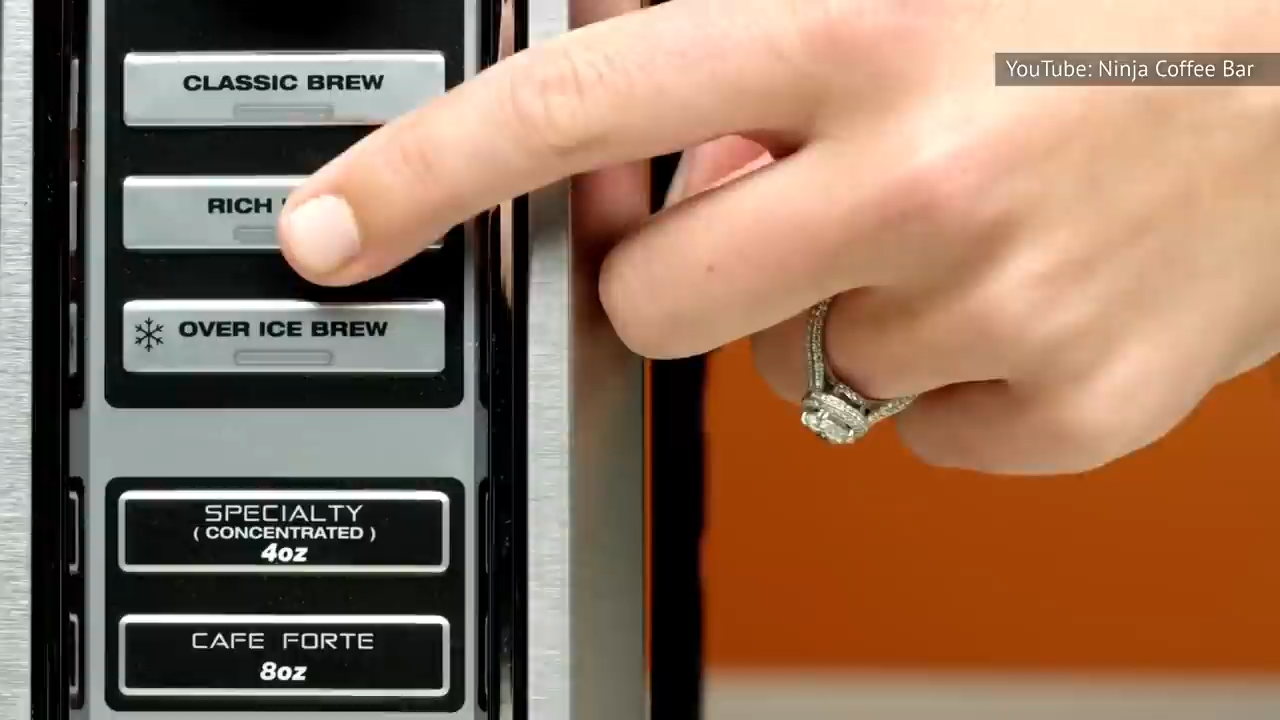 YouTube: Ninja Coffee Bar
CLASSIC BREW
RICH
OVER ICE BREW
SPECIALTY
( CONCENTRATED )
4oz
CAFE FORTE
8oz